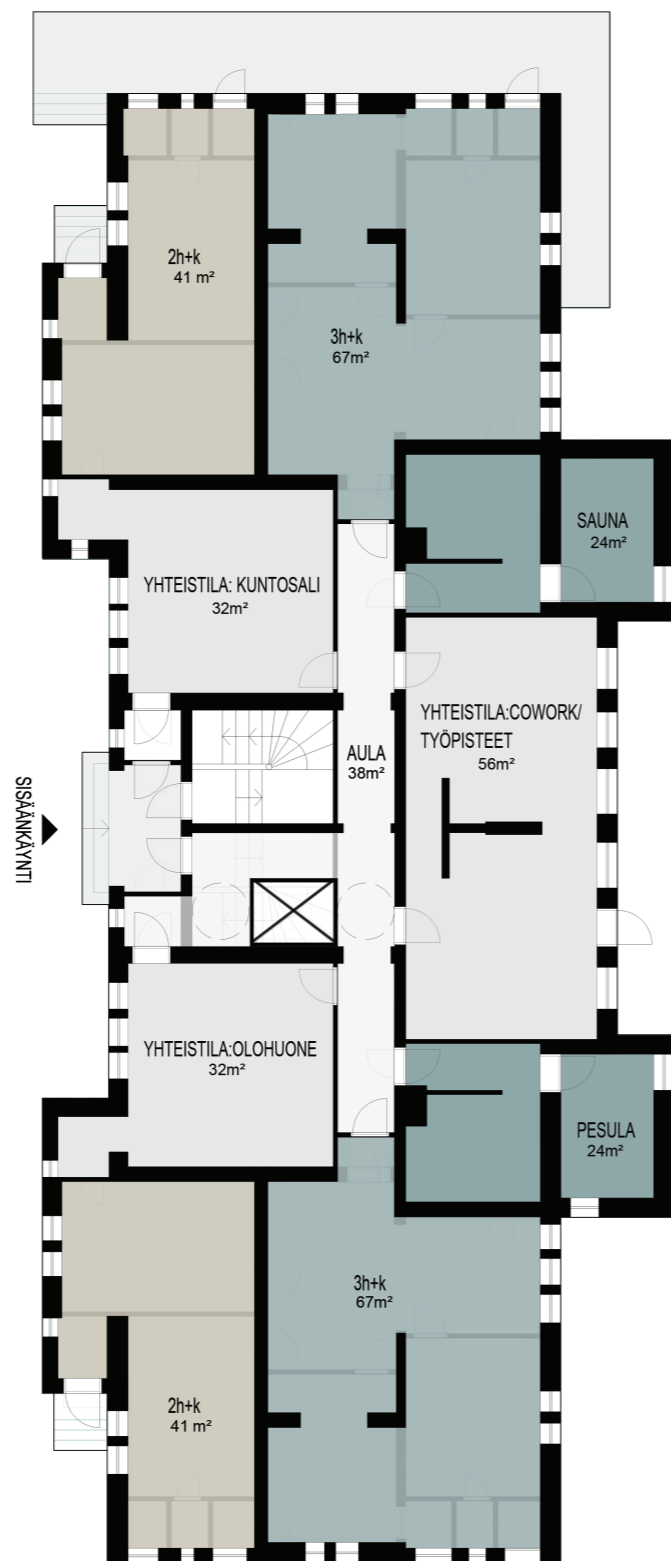 2h+k
41 m²
3h+k
67m²
SAUNA
24m²
YHTEISTILA: KUNTOSALI
32m²
YHTEISTILA:COWORK/
TYÖPISTEET
56m²
AULA
38m²
SISÄÄNKÄYNTI
YHTEISTILA:OLOHUONE
32m²
PESULA
24m²
3h+k
67m²
2h+k
41 m²